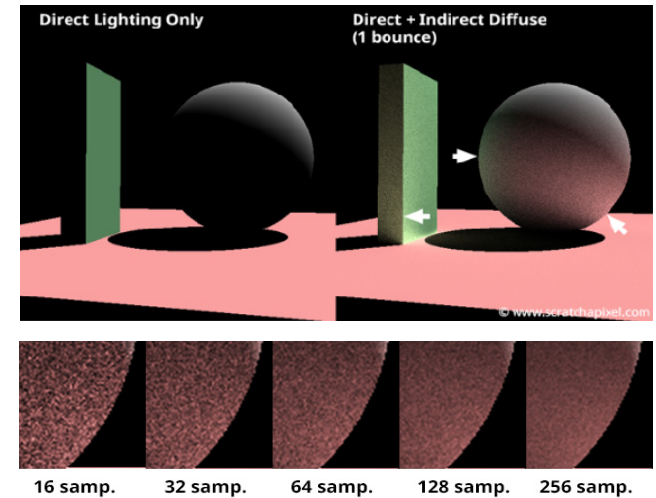 Direct Lighting Only
Direct + Indirect Diffuse
(1 bounce)
© www.scratchapixel.com
16 samp.
32 samp.
64 samp.
128 samp.
256 samp.